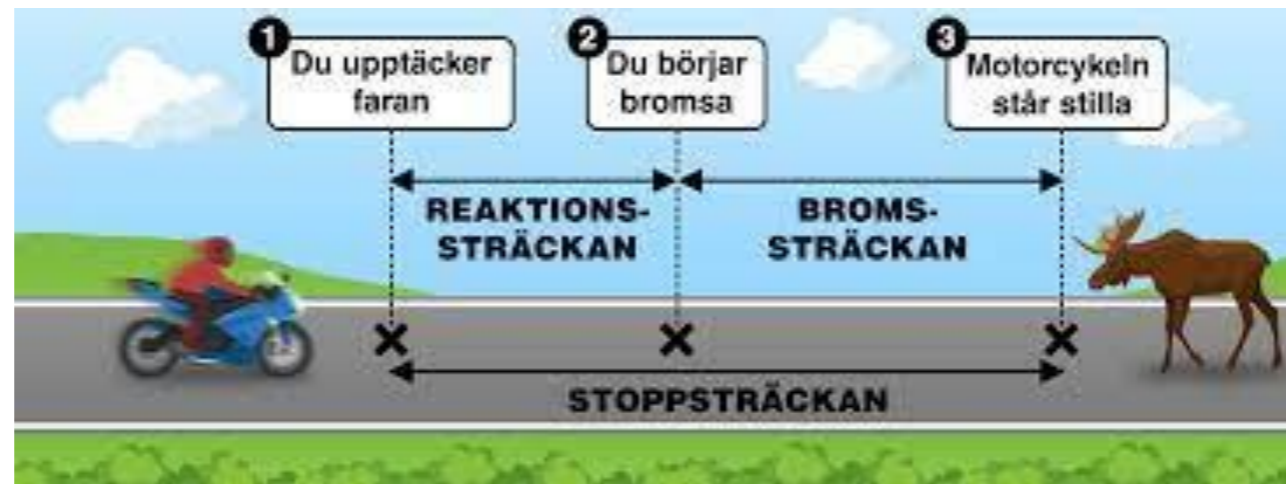 1
Du upptäcker
faran
2
Du börjar
bromsa
3
Motorcykeln
står stilla
REAKTIONS-
STRÄCKAN
BROMS-
STRÄCKAN
STOPPSTRÄCKAN